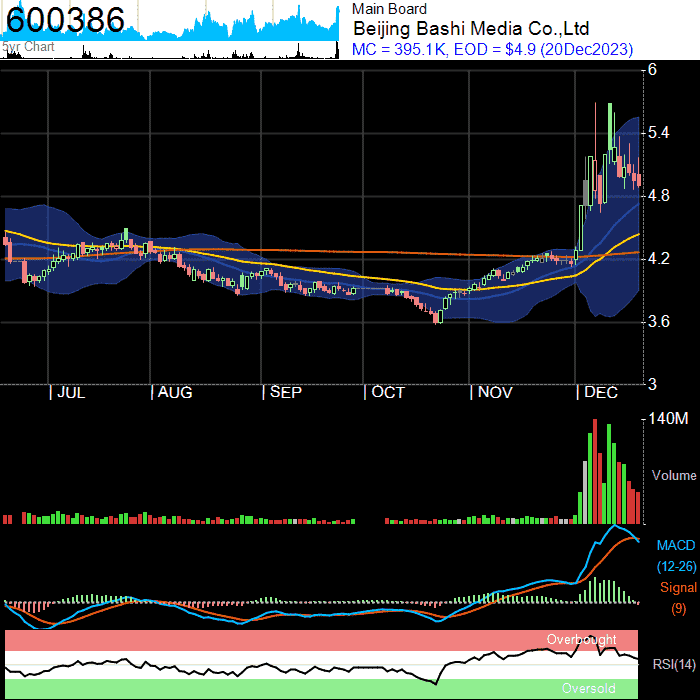 600386
5yr Chart
Main Board
Beijing Bashi Media Co.,Ltd
MC = 395.1K, EOD = $4.9 (20Dec2023)
6
5.4
4.8
4.2
3.6
3
JUL
AUG
SEP
OCT
NOV
DEC
140M
Volume
MACD
(12-26)
Signal
(9)
Overbought
RSI(14)
Oversold